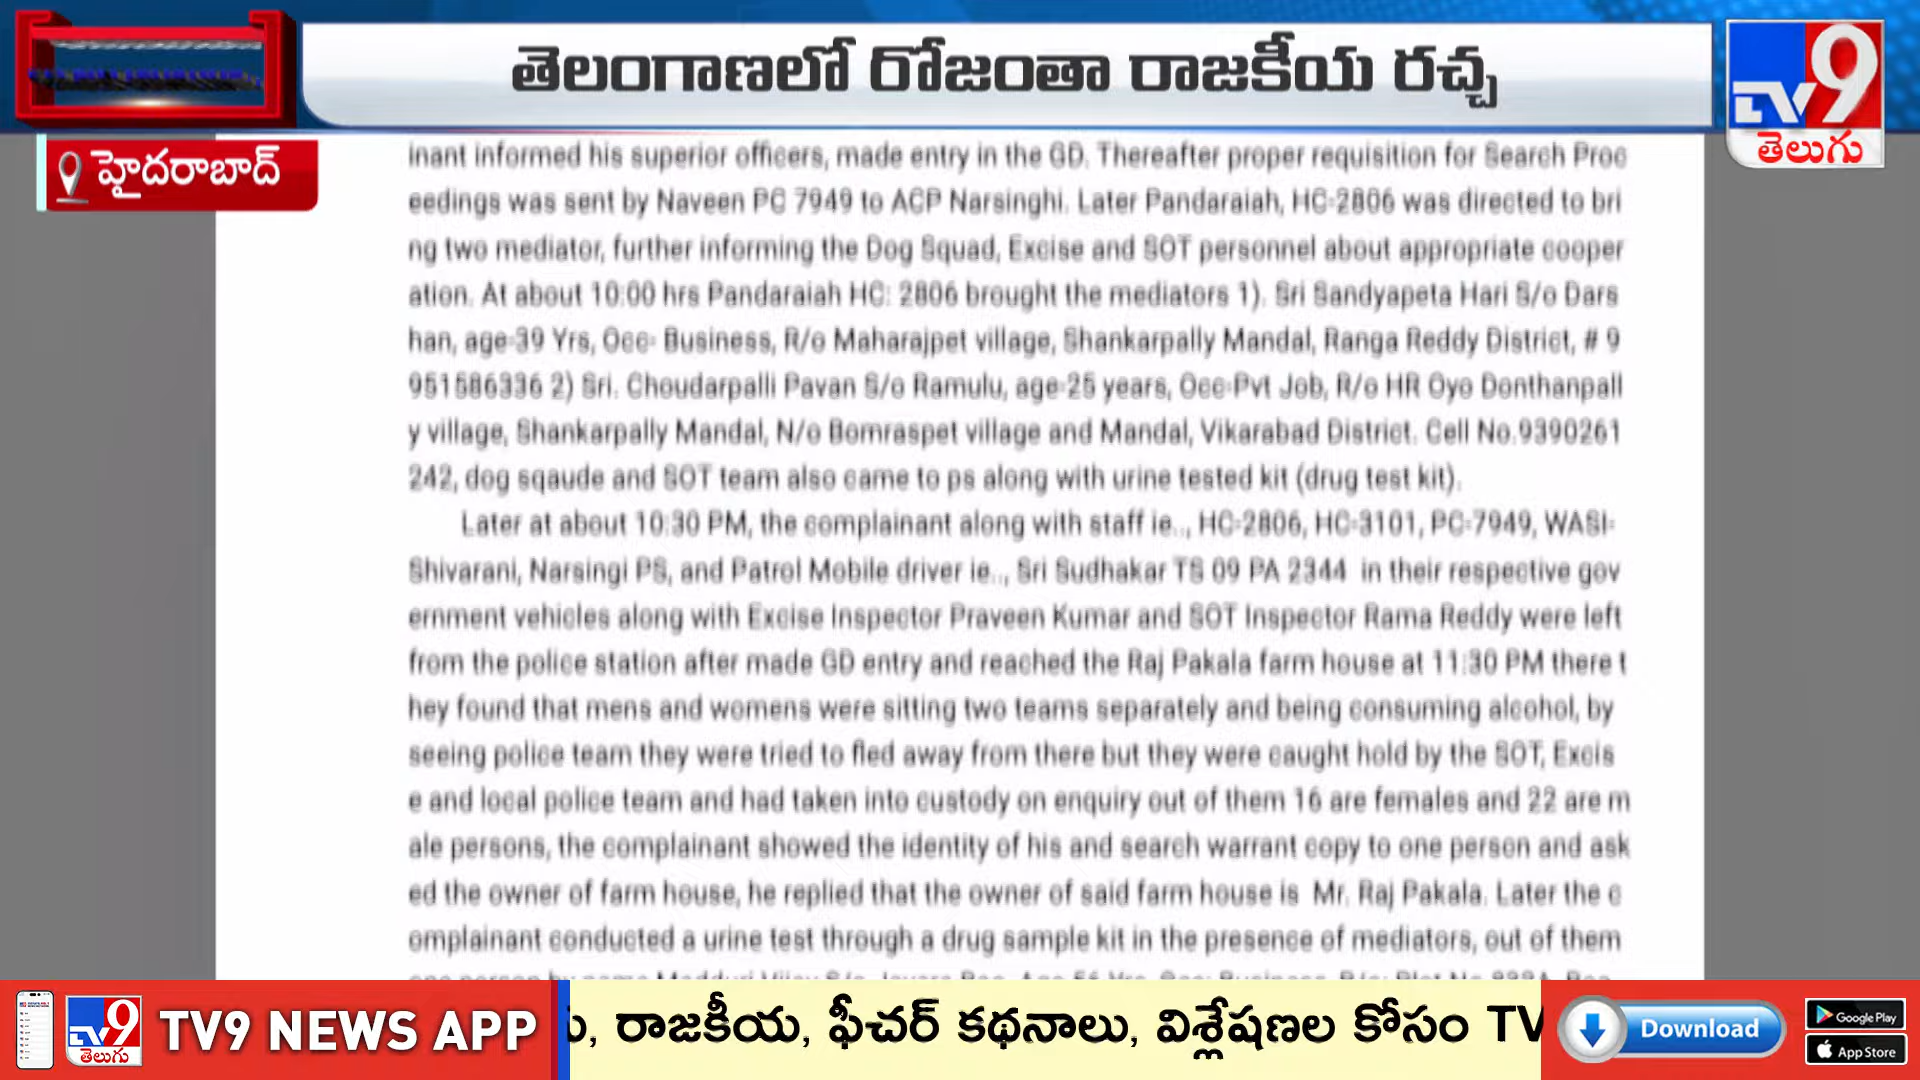 తెలంగాణలో రోజంతా రాజకీయ రచ్చ
TV9
తెలుగు
హైదరాబాద్
inant informed his superior officers, made entry in the GD. Thereafter proper requisition for Search Proc
eedings was sent by Naveen PC 7949 to ACP Narsinghi. Later Pandaraiah, HC-2806 was directed to bri
ng two mediator, further informing the Dog Squad, Excise and SOT personnel about appropriate cooper
ation. At about 10:00 hrs Pandaraiah HC: 2806 brought the mediators 1). Sri Sandyapeta Hari S/o Dars
han, age-39 Yrs, Occ- Business, R/o Maharajpet village, Shankarpally Mandal, Ranga Reddy District, # 9
951586336 2) Sri. Choudarpalli Pavan S/o Ramulu, age-25 years, Occ-Pvt Job, R/o HR Oyo Donthanpall
y village, Shankarpally Mandal, N/o Bomraspet village and Mandal, Vikarabad District. Cell No.9390261
242, dog sqaude and SOT team also came to ps along with urine tested kit (drug test kit).
Later at about 10:30 PM, the complainant along with staff ie.., HC-2806, HC-3101, PC-7949, WASI-
Shivarani, Narsingi PS, and Patrol Mobile driver ie.., Sri Sudhakar TS 09 PA 2344 in their respective gov
ernment vehicles along with Excise Inspector Praveen Kumar and SOT Inspector Rama Reddy were left
from the police station after made GD entry and reached the Raj Pakala farm house at 11:30 PM there t
hey found that mens and womens were sitting two teams separately and being consuming alcohol, by
seeing police team they were tried to fled away from there but they were caught hold by the SOT, Excis
e and local police team and had taken into custody on enquiry out of them 16 are females and 22 are m
ale persons, the complainant showed the identity of his and search warrant copy to one person and ask
ed the owner of farm house, he replied that the owner of said farm house is Mr. Raj Pakala. Later the c
omplainant conducted a urine test through a drug sample kit in the presence of mediators, out of them
TV9 తెలుగు TV9 NEWS APP రాజకీయ, ఫీచర్ కథనాలు, విశ్లేషణల కోసం TV Download Google Play
App Store